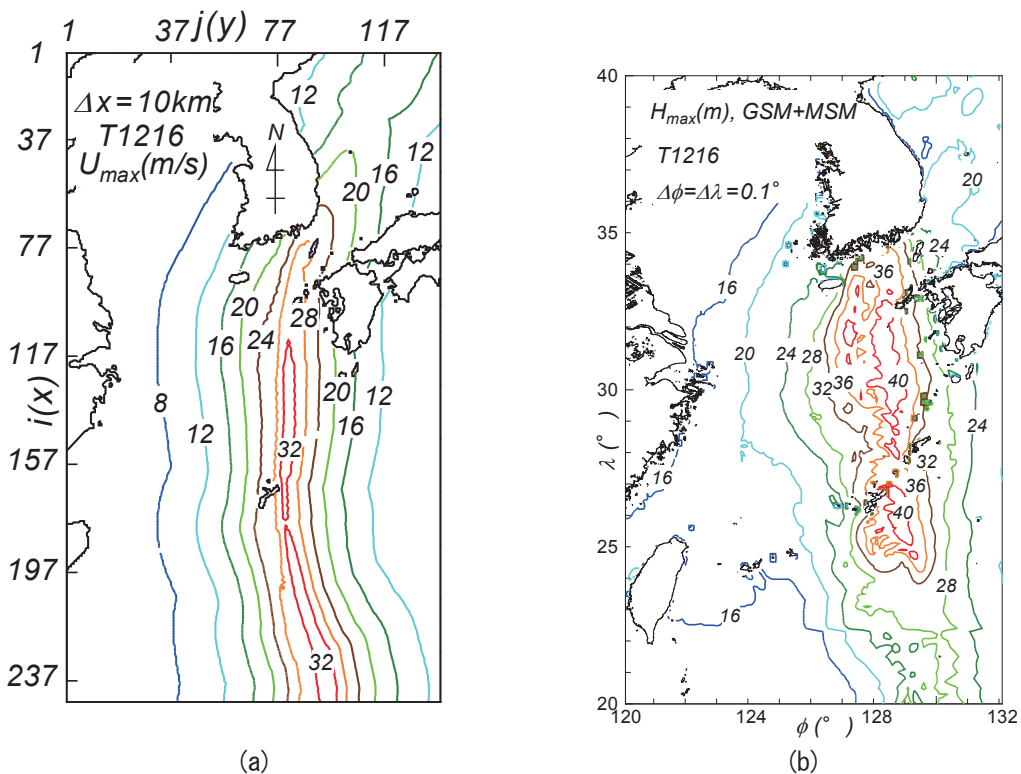 j(y)
1 37 77 117
1
37
77
117
157
197
237
i(x)
Δx=10km
T1216
U_max(m/s)
N
12
12
16
20
28
20
24
16
20
12
16
12
8
32
32
(a)
40
35
30
25
20
λ(°)
H_max(m), GSM+MSM
T1216
Δϕ=Δλ=0.1°
20
24
36
16
20
24
28
32
36
40
24
32
36
40
16
28
16
120 124 128 132
ϕ(°)
(b)